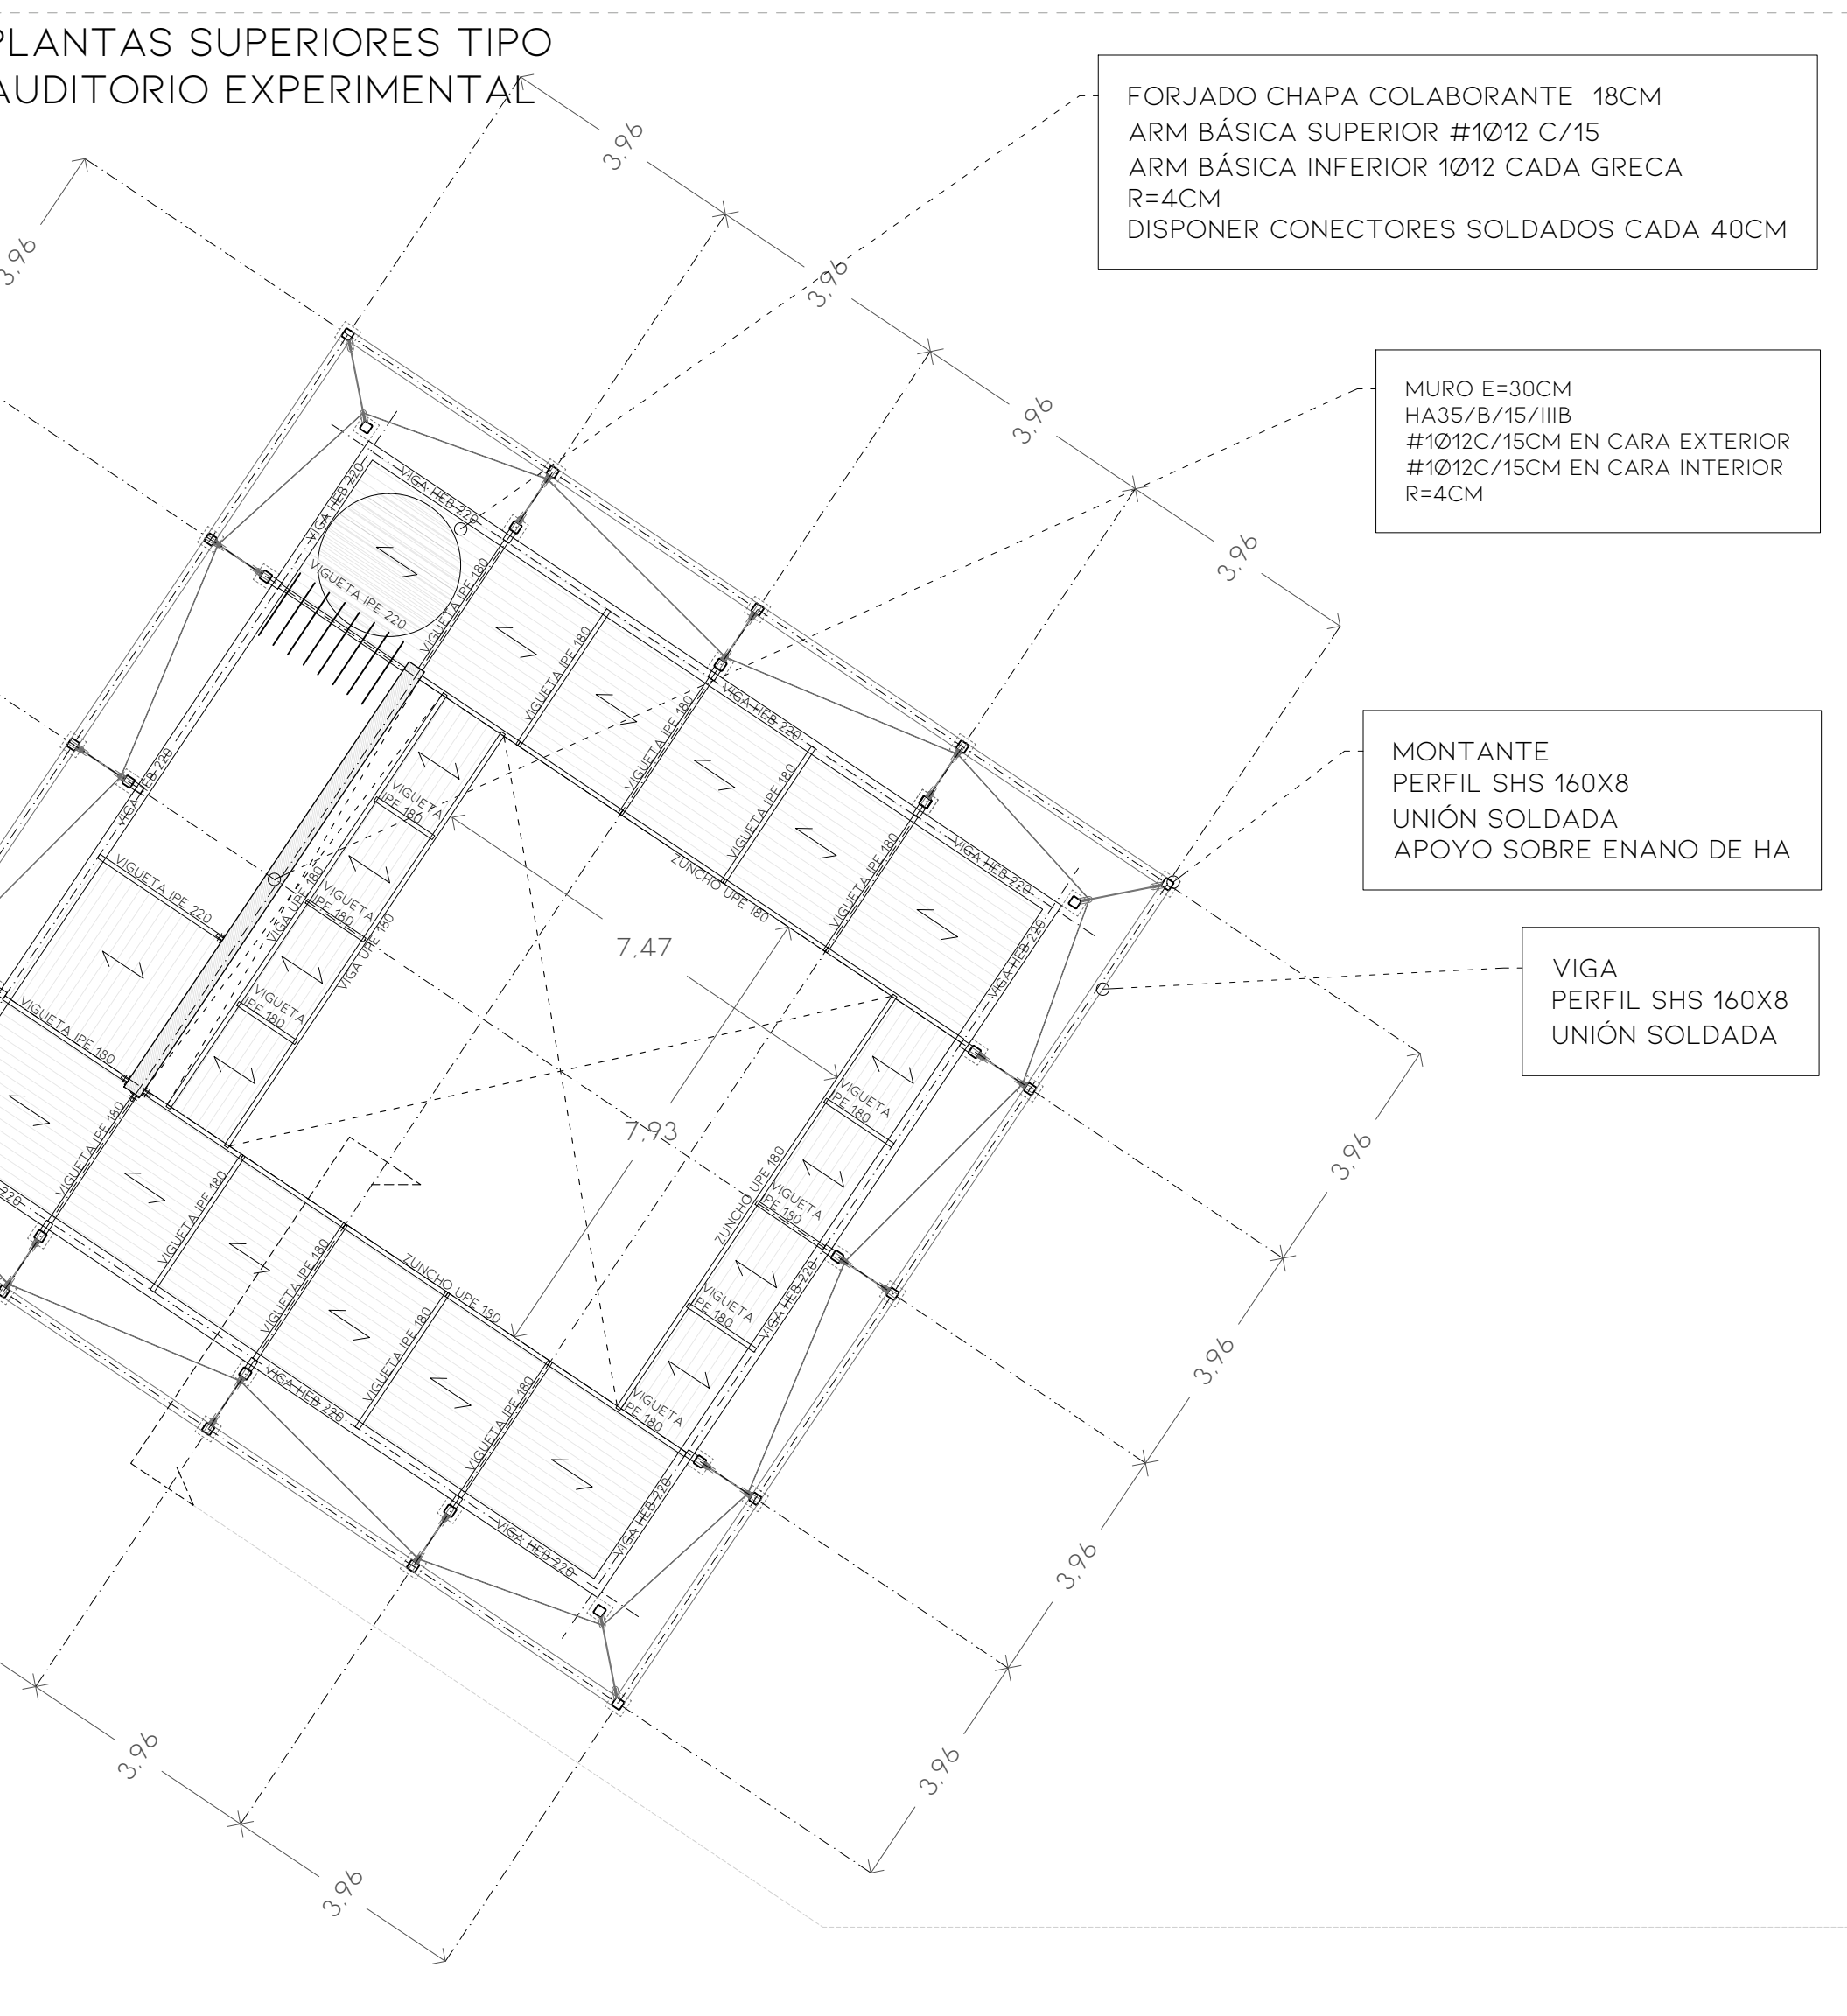 PLANTAS SUPERIORES TIPO
AUDITORIO EXPERIMENTAL
FORJADO CHAPA COLABORANTE 18CM
ARM BÁSICA SUPERIOR #1Ø12 C/15
ARM BÁSICA INFERIOR 1Ø12 CADA GRECA
R=4CM
DISPONER CONECTORES SOLDADOS CADA 40CM
MURO E=30CM
HA35/B/15/IIIB
#1Ø12C/15CM EN CARA EXTERIOR
#1Ø12C/15CM EN CARA INTERIOR
R=4CM
MONTANTE
PERFIL SHS 160X8
UNIÓN SOLDADA
APOYO SOBRE ENANO DE HA
VIGA
PERFIL SHS 160X8
UNIÓN SOLDADA
3,96
3,96
3,96
3,96
3,96
3,96
3,96
3,96
3,96
3,96
3,96
7,47
7,93
VIGA HEB 220
VIGA HEB 220
VIGUETA IPE 220
VIGUETA IPE 180
VIGUETA IPE 180
VIGUETA IPE 180
VIGA HEB 220
VIGUETA IPE 180
VIGUETA IPE 180
VIGA HEB 220
VIGA HEB 220
ZUNCHO UPE 180
VIGA HEB 220
VIGUETA IPE 220
VIGUETA IPE 180
VIGUETA
IPE 180
VIGUETA
IPE 180
VIGUETA
IPE 180
VIGA UPE 180
VIGA UPE 180
VIGUETA
IPE 180
VIGUETA
IPE 180
VIGUETA
IPE 180
VIGUETA
IPE 180
ZUNCHO UPE 180
VIGA HEB 220
220
VIGUETA IPE 180
VIGUETA IPE 180
VIGUETA IPE 180
VIGUETA IPE 180
VIGUETA IPE 180
ZUNCHO UPE 180
VIGA HEB 220
VIGA HEB 220
VIGA HEB 220